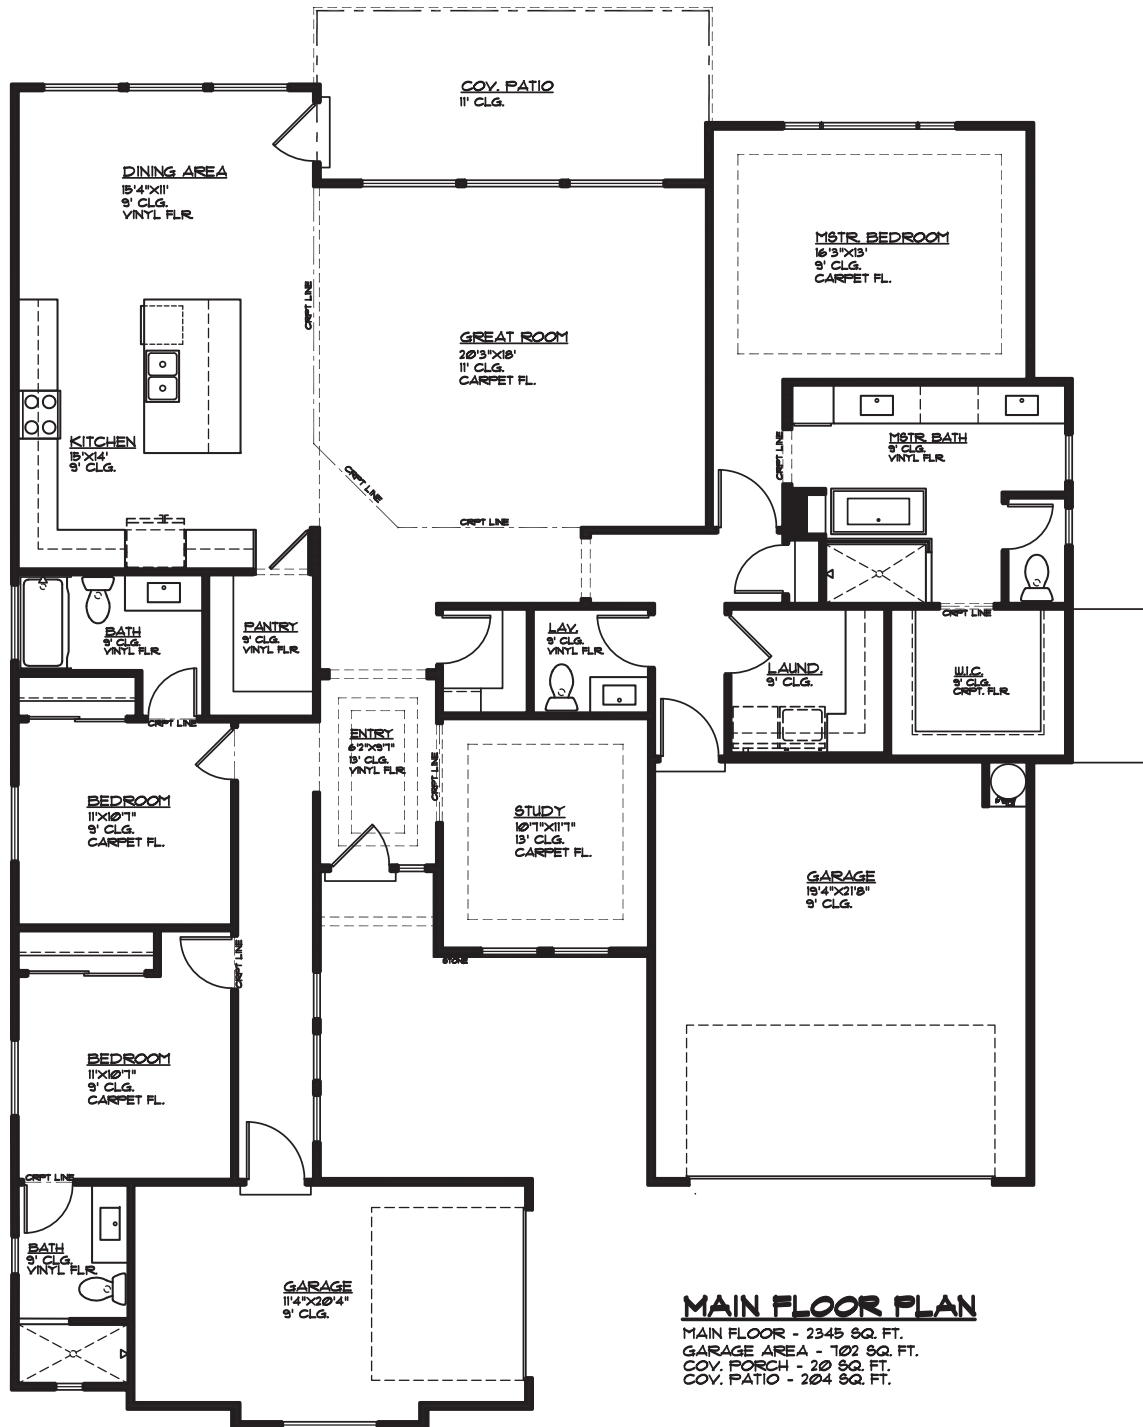 COV. PATIO
11' CLG.
DINING AREA
15'4"X11'
9' CLG.
VINYL FLR.
MSTR. BEDROOM
16'3"X13'
9' CLG.
CARPET FL.
CRPT LINE
GREAT ROOM
20'3"X18'
11' CLG.
CARPET FL.
KITCHEN
15'X14'
9' CLG.
CRPT LINE
CRPT LINE
CRPT LINE
MSTR. BATH
9' CLG.
VINYL FLR.
BATH
9' CLG.
VINYL FLR.
PANTRY
9' CLG.
VINYL FLR.
LAV.
9' CLG.
VINYL FLR.
CRPT LINE
LAUND.
9' CLG.
W.I.C.
9' CLG.
CRPT. FLR.
CRPT LINE
ENTRY
6'2"X9'7"
13' CLG.
VINYL FLR.
CRPT LINE
BEDROOM
11'X10'7"
9' CLG.
CARPET FL.
STUDY
10'7"X11'7"
13' CLG.
CARPET FL.
GARAGE
19'4"X21'8"
9' CLG.
CRPT LINE
STONE
BEDROOM
11'X10'7"
9' CLG.
CARPET FL.
CRPT LINE
BATH
9' CLG.
VINYL FLR.
GARAGE
11'4"X20'4"
9' CLG.
MAIN FLOOR PLAN
MAIN FLOOR - 2345 SQ. FT.
GARAGE AREA - 702 SQ. FT.
COV. PORCH - 20 SQ. FT.
COV. PATIO - 204 SQ. FT.